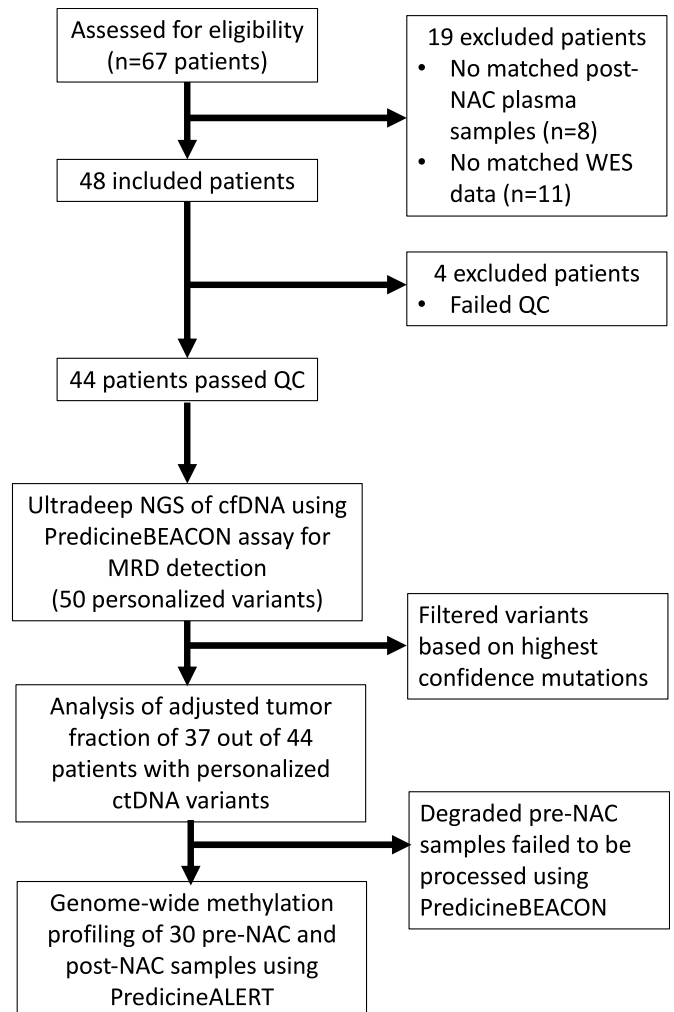 Assessed for eligibility
(n=67 patients)
19 excluded patients
• No matched post-
NAC plasma
samples (n=8)
• No matched WES
data (n=11)
48 included patients
4 excluded patients
• Failed QC
44 patients passed QC
Ultradeep NGS of cfDNA using
PredicineBEACON assay for
MRD detection
(50 personalized variants)
Filtered variants
based on highest
confidence mutations
Analysis of adjusted tumor
fraction of 37 out of 44
patients with personalized
ctDNA variants
Degraded pre-NAC
samples failed to be
processed using
PredicineBEACON
Genome-wide methylation
profiling of 30 pre-NAC and
post-NAC samples using
PredicineALERT